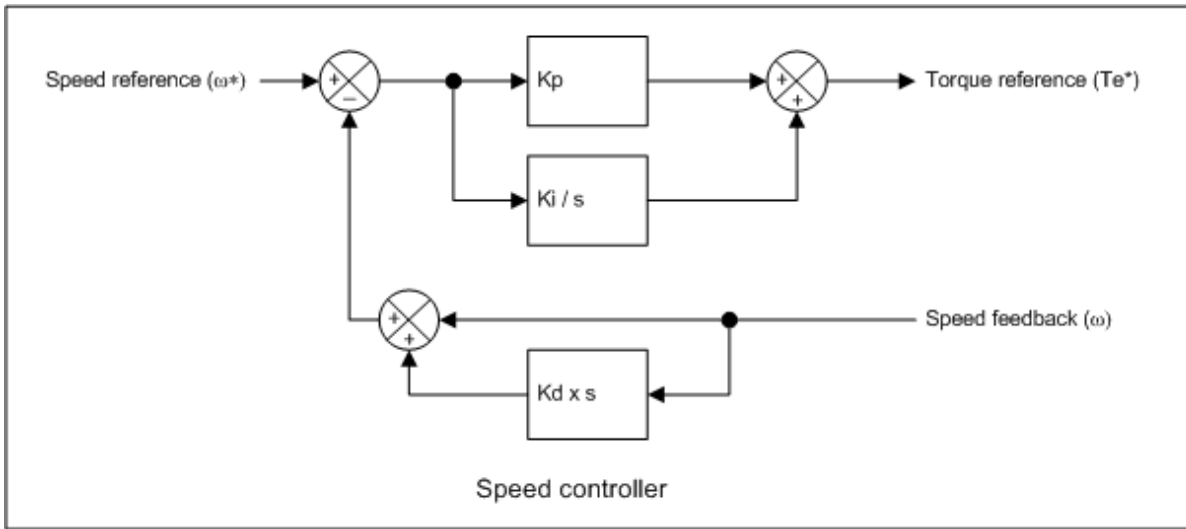 Speed reference (ω*)
+
−
Kp
+
+
Torque reference (Te*)
Ki / s
+
+
Speed feedback (ω)
Kd x s
Speed controller